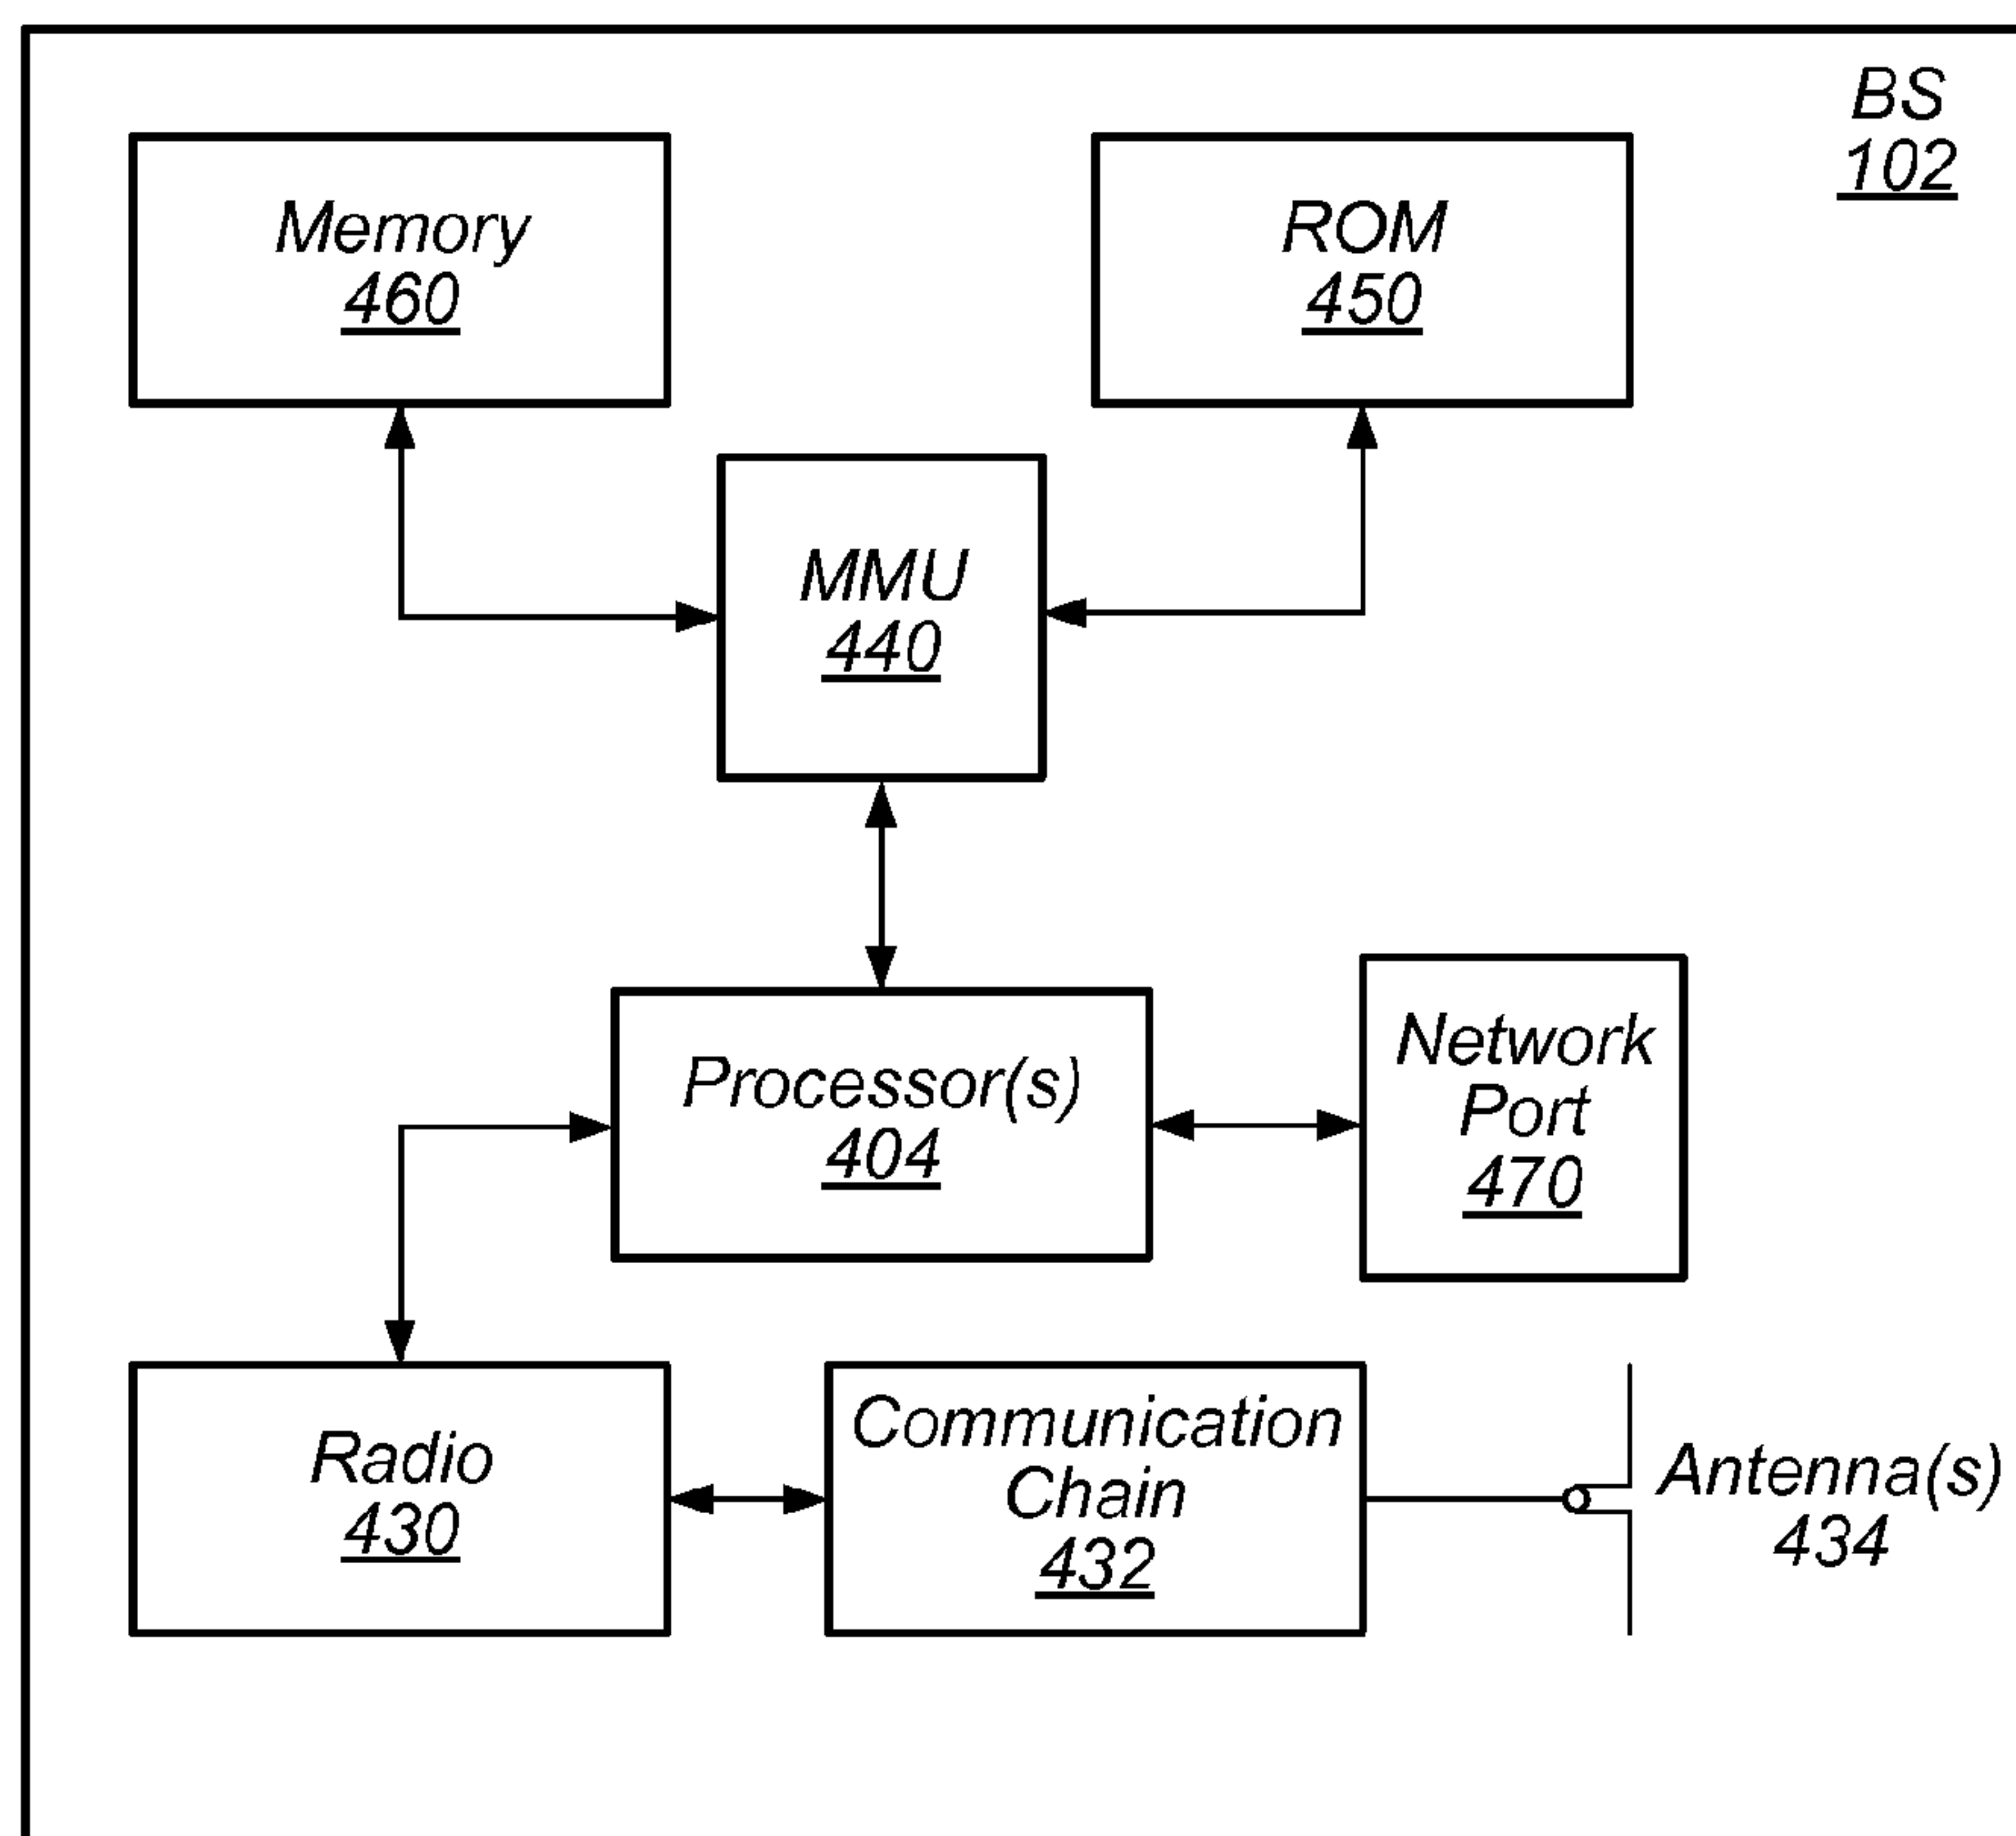 BS
102
Memory
460
ROM
450
MMU
440
Processor(s)
404
Network
Port
470
Radio
430
Communication
Chain
432
Antenna(s)
434